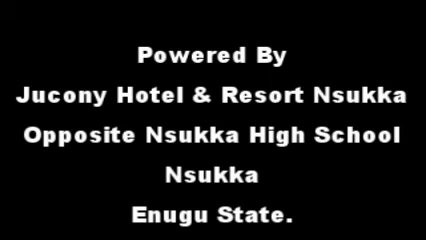 Powered By
Jucony Hotel & Resort Nsukka
Opposite Nsukka High School
Nsukka
Enugu State.